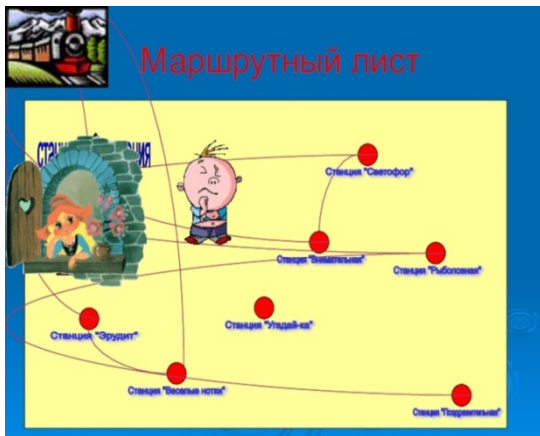 Маршрутный лист
Станция "Светофор"
Станция "Внимательная"
Станция "Рыболовная"
Станция "Угадай-ка"
Станция "Эрудит"
Станция "Веселые нотки"
Станция "Поздравительная"